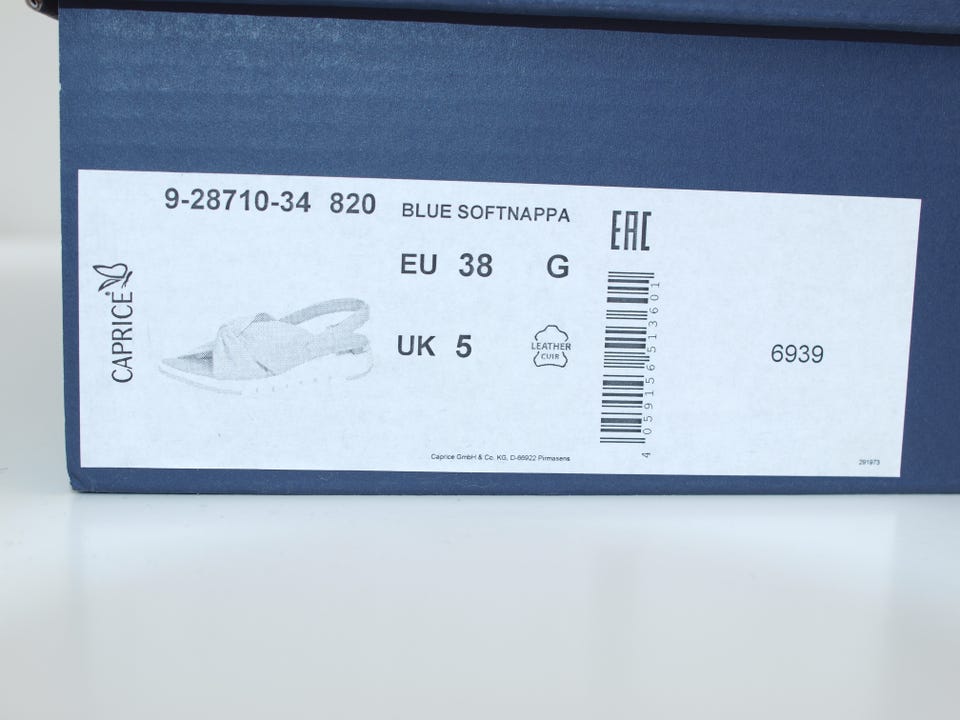 9-28710-34 820 BLUE SOFTNAPPA
EAC
EU 38 G
CAPRICE
UK 5
LEATHER
CUIR
4 059156 513601
6939
Caprice GmbH & Co. KG, D-66922 Pirmasens
291973